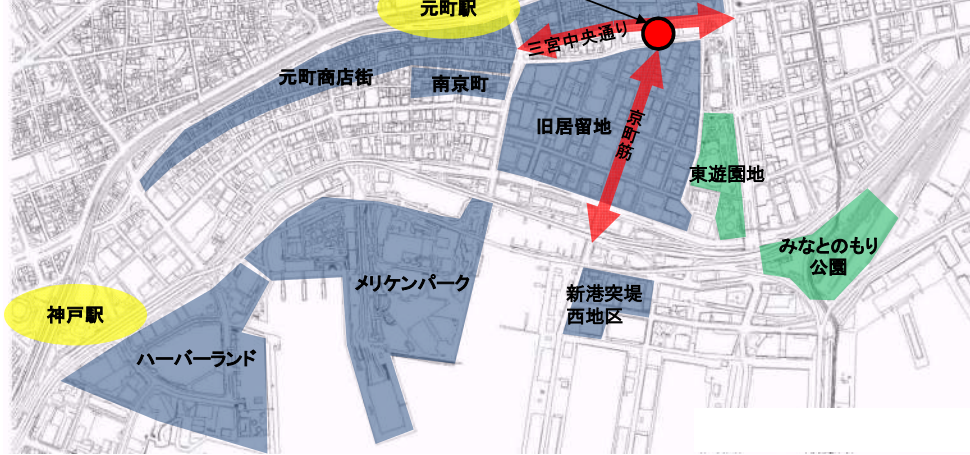 元町駅
三宮中央通り
元町商店街
南京町
旧居留地
京町筋
東遊園地
みなとのもり
公園
メリケンパーク
新港突堤
西地区
神戸駅
ハーバーランド